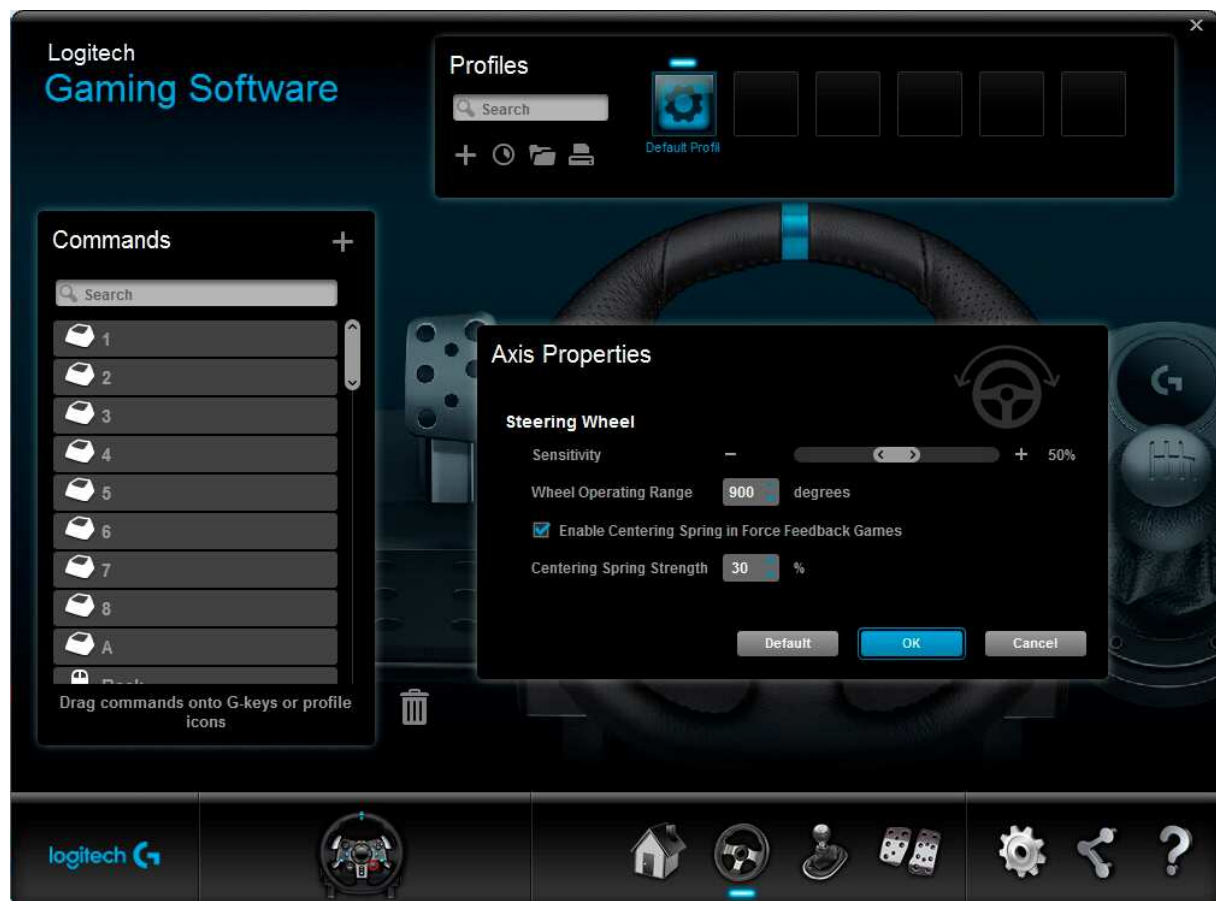 Logitech
Gaming Software
Profiles
Search
Default Profil
Commands
Search
1
2
3
4
5
6
7
8
A
Drag commands onto G-keys or profile
icons
Axis Properties
Steering Wheel
Sensitivity
50%
Wheel Operating Range 900 degrees
Enable Centering Spring in Force Feedback Games
Centering Spring Strength 30 %
Default
OK
Cancel
logitech G